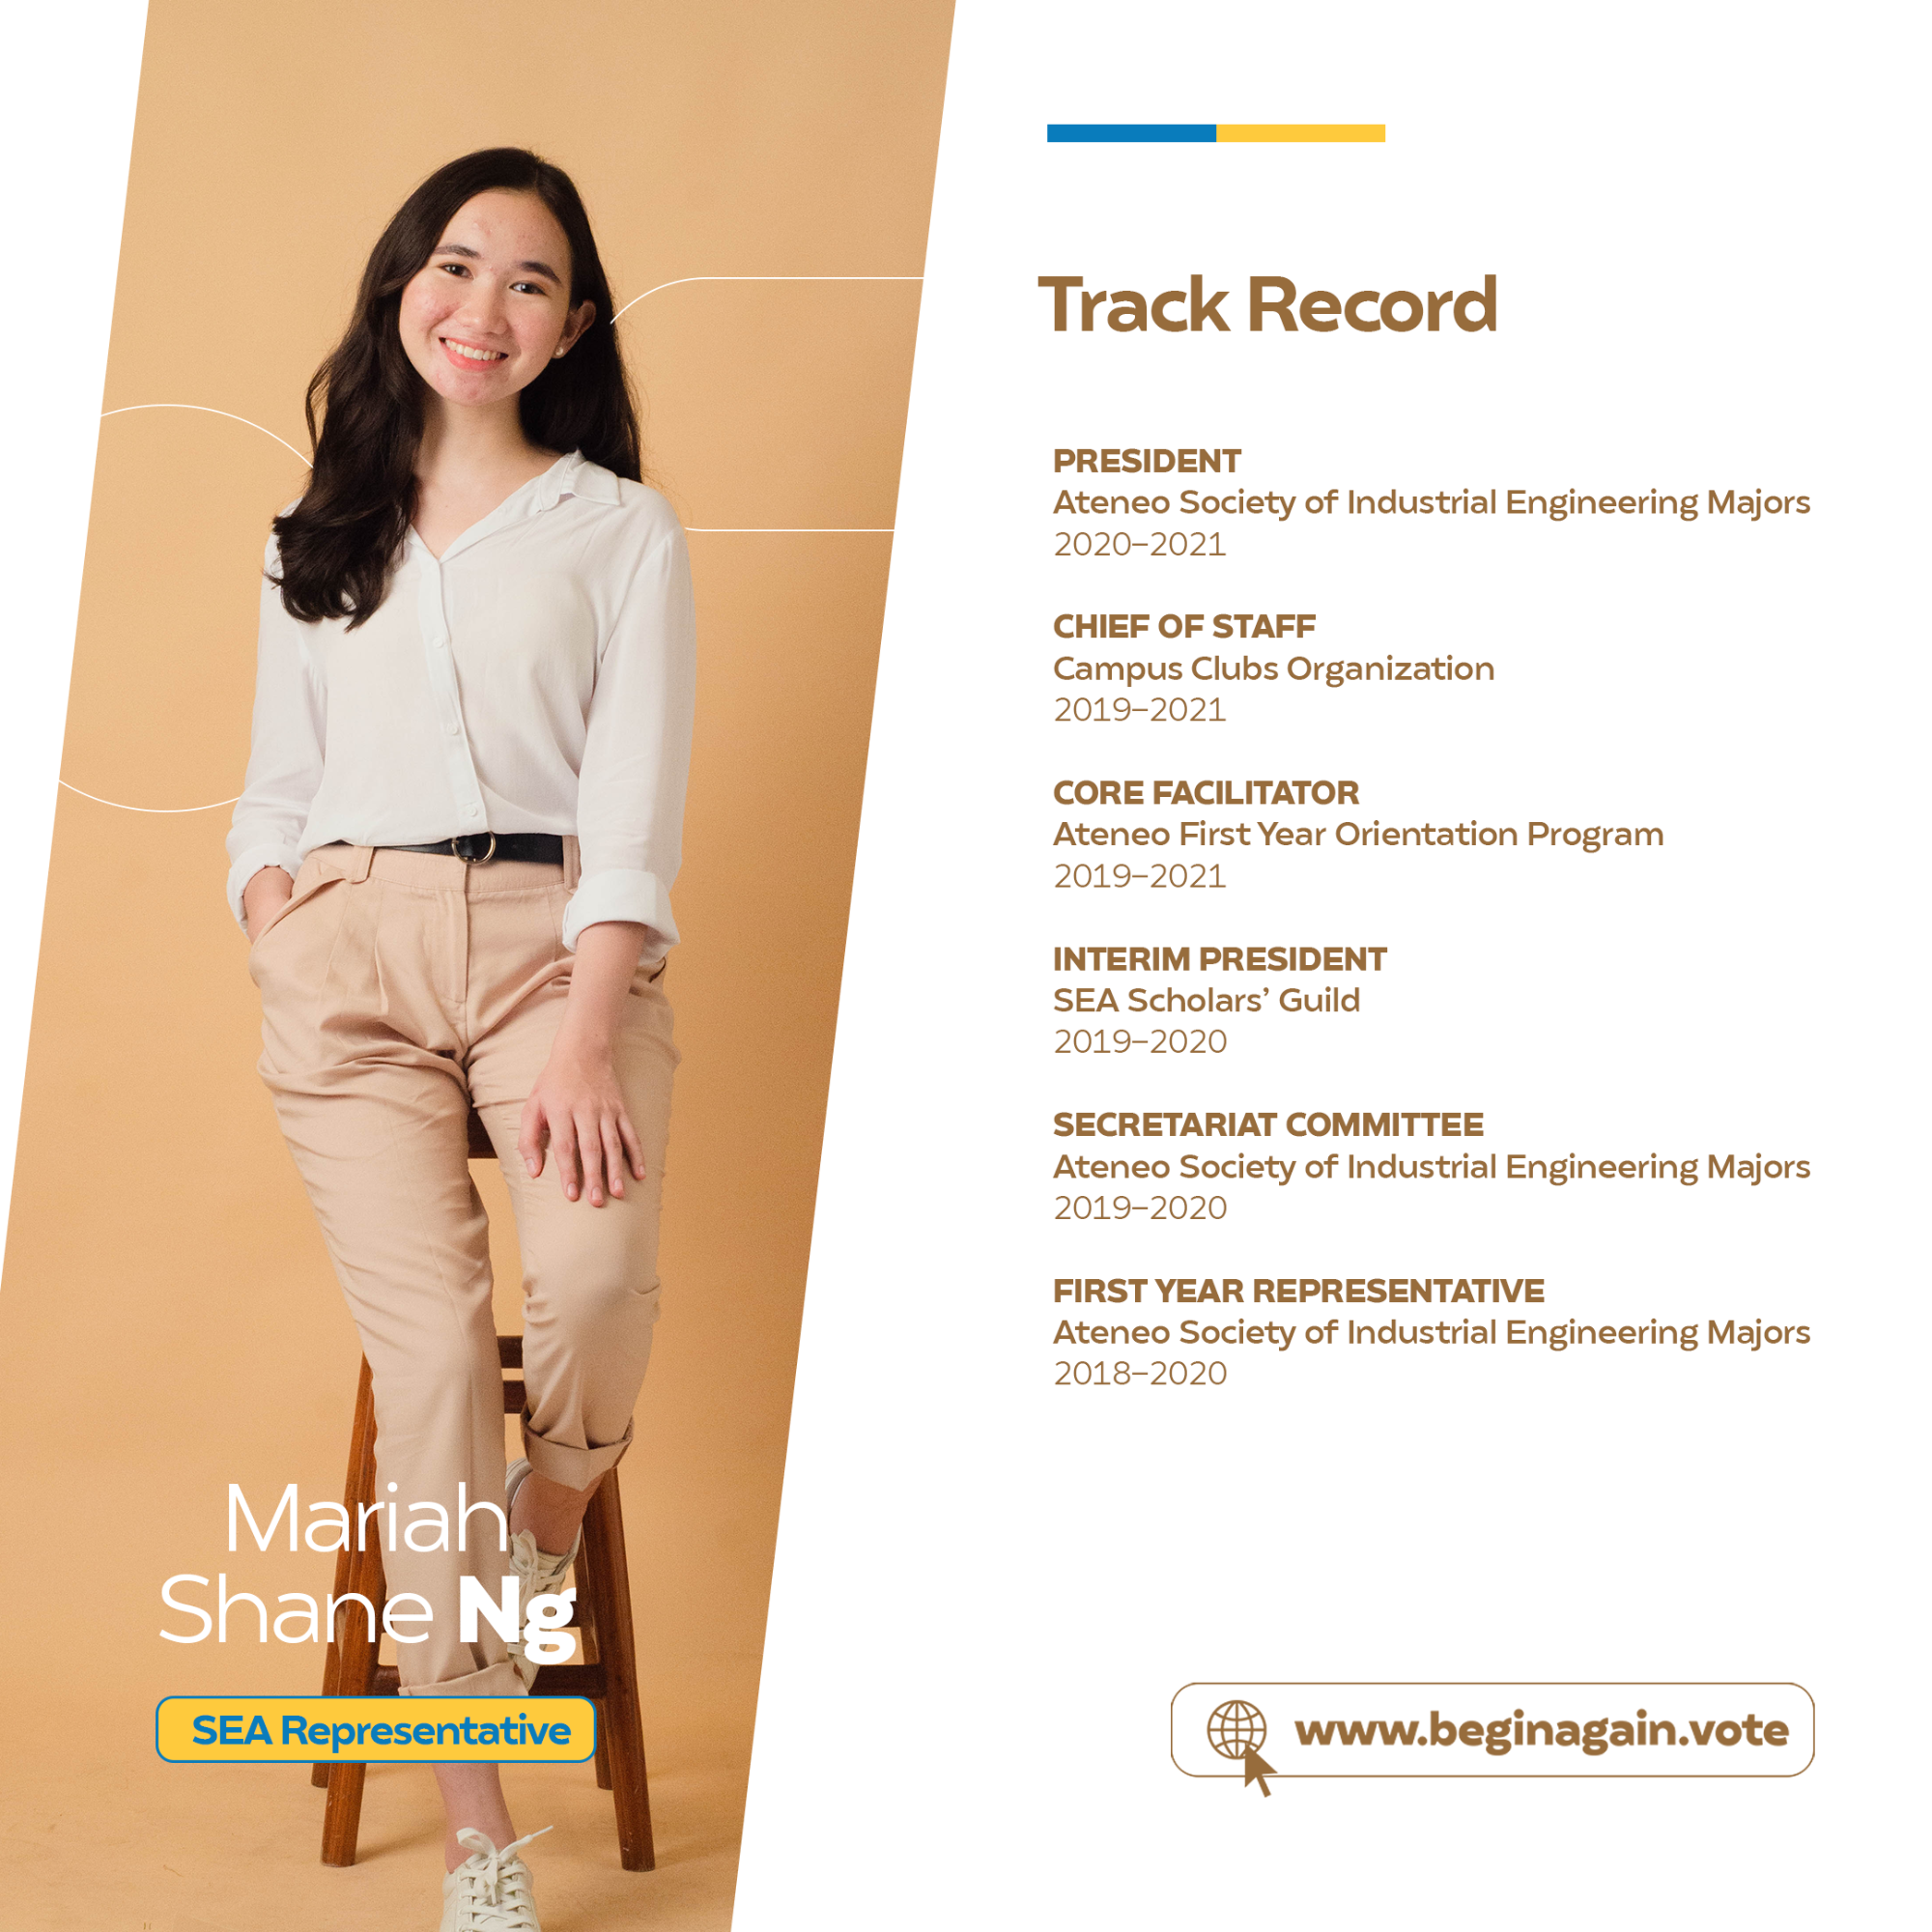 Track Record
PRESIDENT
Ateneo Society of Industrial Engineering Majors
2020–2021
CHIEF OF STAFF
Campus Clubs Organization
2019–2021
CORE FACILITATOR
Ateneo First Year Orientation Program
2019–2021
INTERIM PRESIDENT
SEA Scholars’ Guild
2019–2020
SECRETARIAT COMMITTEE
Ateneo Society of Industrial Engineering Majors
2019–2020
FIRST YEAR REPRESENTATIVE
Ateneo Society of Industrial Engineering Majors
2018–2020
Mariah
Shane Ng
SEA Representative
www.beginagain.vote